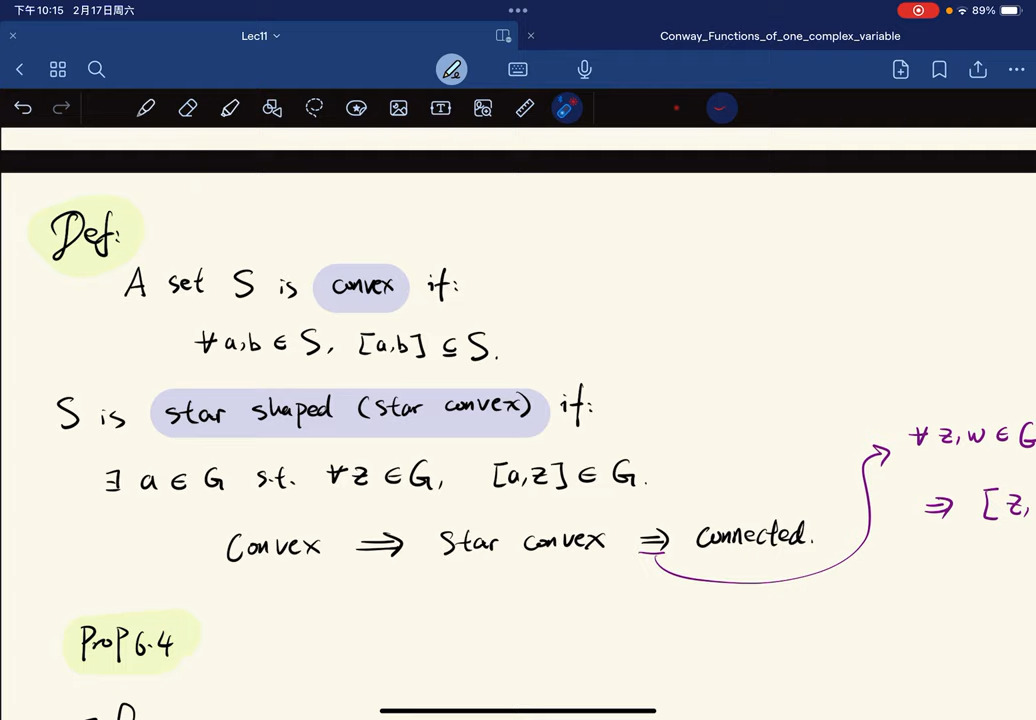 下午10:15 2月17日周六
89%
Lec11
Conway_Functions_of_one_complex_variable
Def:
A set S is convex if:
∀ a,b ∈ S, [a,b] ⊆ S.
S is star shaped (star convex) if:
∃ a ∈ G s.t. ∀ z ∈ G, [a,z] ∈ G.
∀ z, w ∈ G
⇒ [z,
Convex ⟹ Star convex ⟹ Connected.
Prop 6.4